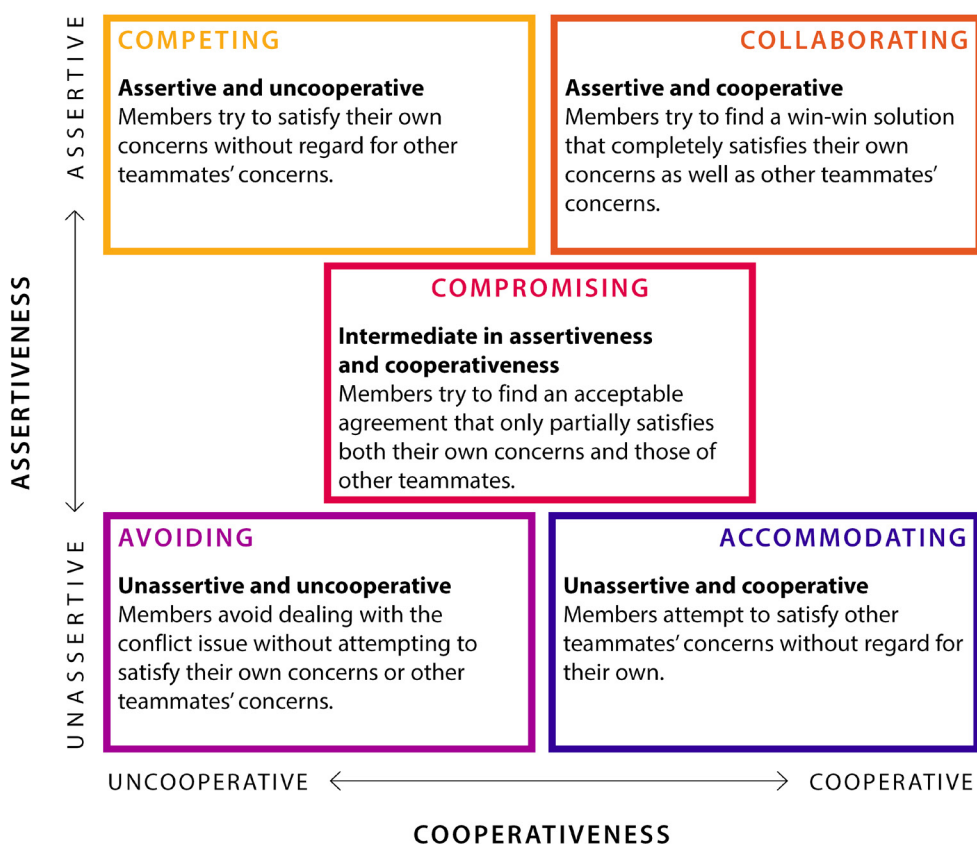 ASSERTIVE
ASSERTIVENESS
UNASSERTIVE
COMPETING
Assertive and uncooperative
Members try to satisfy their own
concerns without regard for other
teammates’ concerns.
COLLABORATING
Assertive and cooperative
Members try to find a win-win solution
that completely satisfies their own
concerns as well as other teammates’
concerns.
COMPROMISING
Intermediate in assertiveness
and cooperativeness
Members try to find an acceptable
agreement that only partially satisfies
both their own concerns and those of
other teammates.
AVOIDING
Unassertive and uncooperative
Members avoid dealing with the
conflict issue without attempting to
satisfy their own concerns or other
teammates’ concerns.
ACCOMMODATING
Unassertive and cooperative
Members attempt to satisfy other
teammates’ concerns without regard for
their own.
UNCOOPERATIVE
COOPERATIVE
COOPERATIVENESS